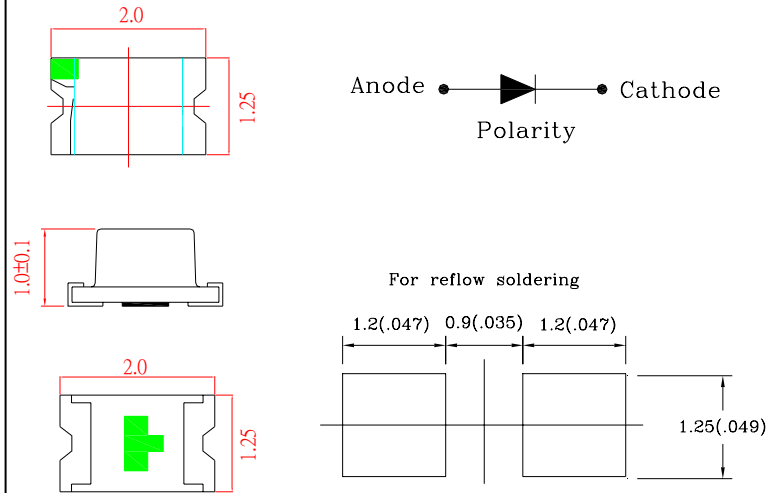 2.0
1.25
Anode Cathode
Polarity
1.0±0.1
For reflow soldering
1.2(.047) 0.9(.035) 1.2(.047)
2.0
1.25
1.25(.049)